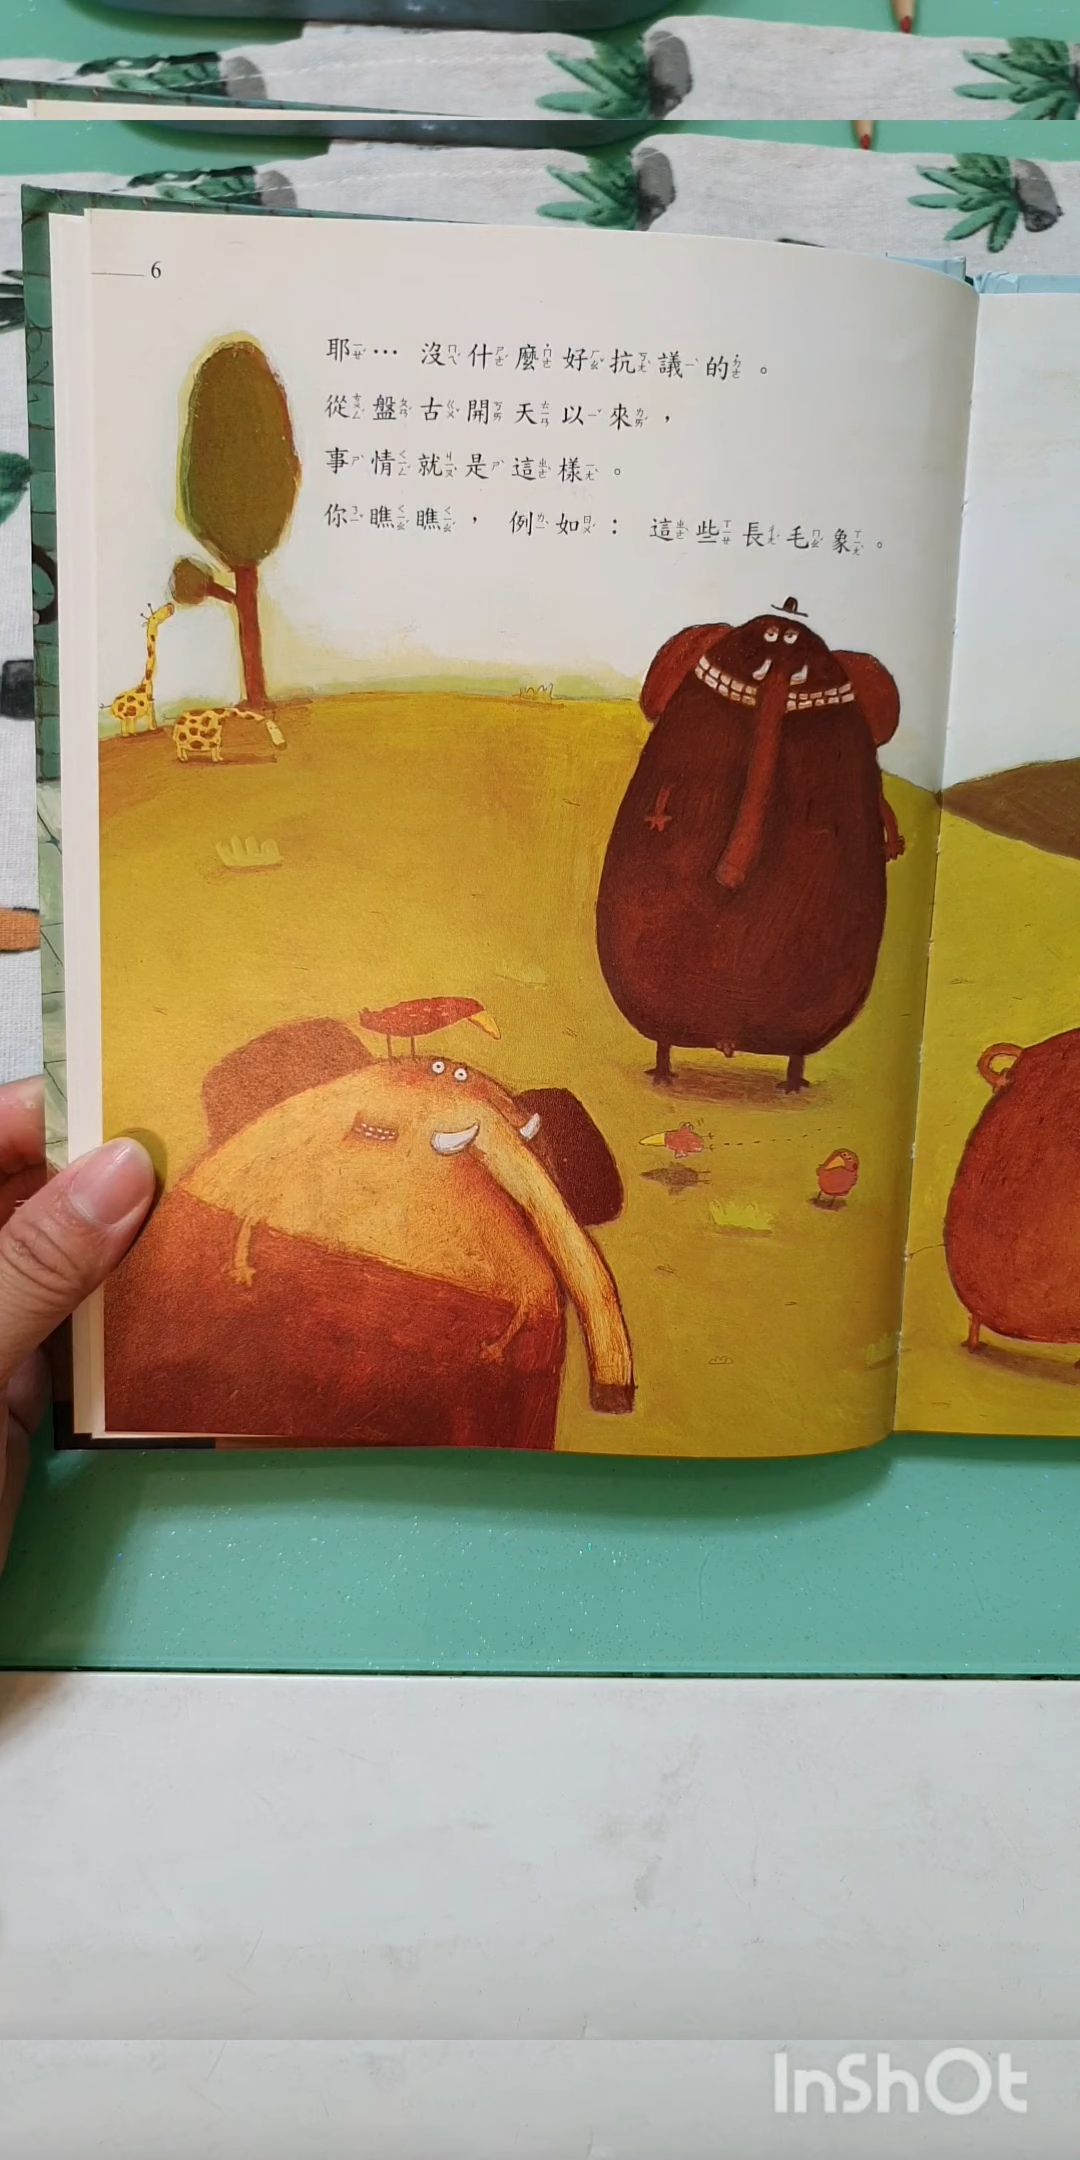 6
耶… 沒什麼好抗議的。
從盤古開天以來，
事情就是這樣。
你瞧瞧， 例如： 這些長毛象。
InShOt